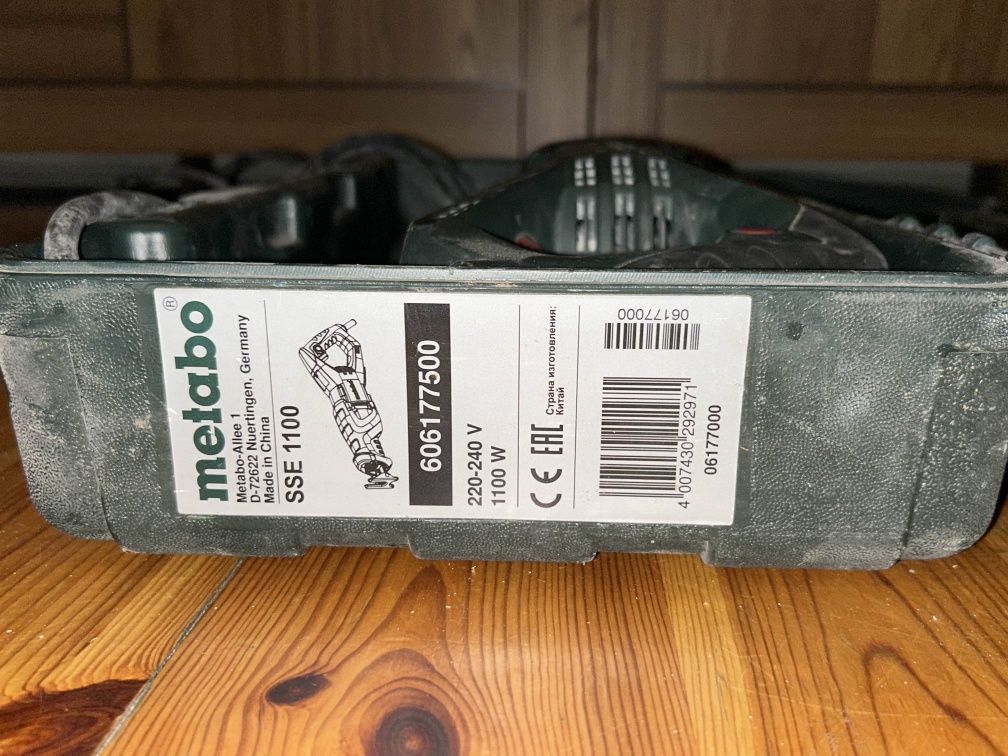 metabo®
Metabo-Allee 1
D-72622 Nuertingen, Germany
Made in China
SSE 1100
606177500
220-240 V
1100 W
CE EAC
Страна изготовления:
Китай
06177000
4 007430 292971
06177000